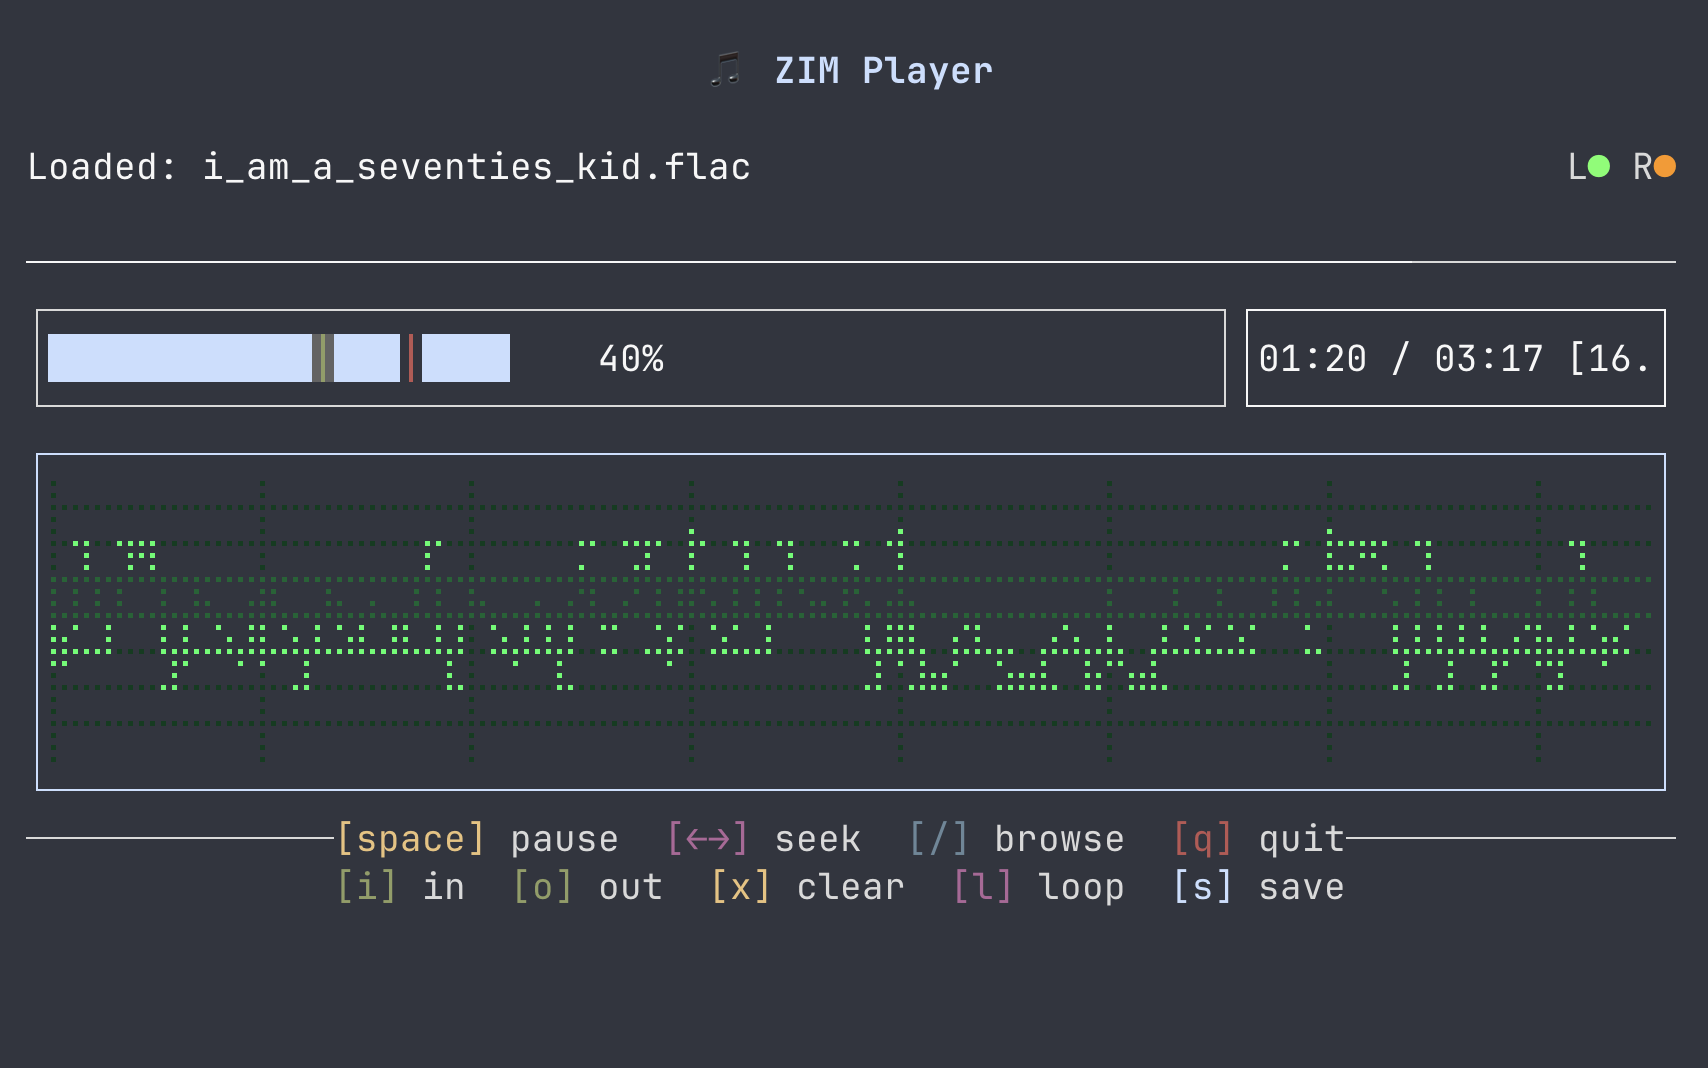 🎵 ZIM Player
Loaded: i_am_a_seventies_kid.flac L● R●
40% 01:20 / 03:17 [16.
[space] pause [←→] seek [/] browse [q] quit
[i] in [o] out [x] clear [l] loop [s] save